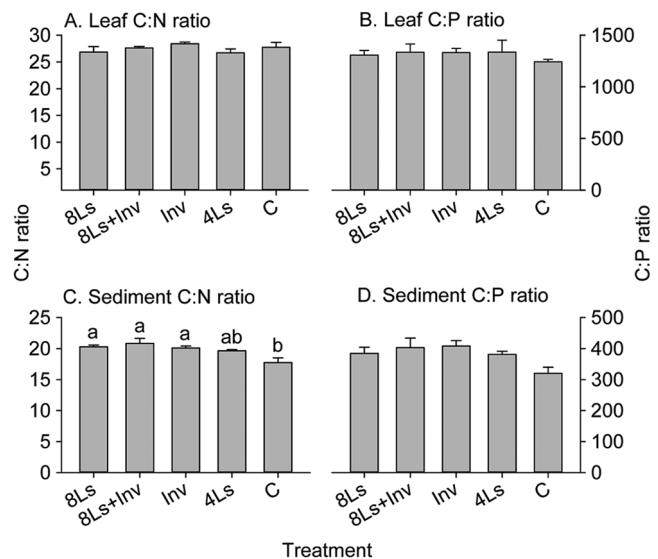 A. Leaf C:N ratio
30
25
20
15
10
5
8Ls
8Ls+Inv
Inv
4Ls
C
B. Leaf C:P ratio
1500
1000
500
0
8Ls
8Ls+Inv
Inv
4Ls
C
C:N ratio
C:P ratio
C. Sediment C:N ratio
25
20
15
10
5
0
a
a
a
ab
b
8Ls
8Ls+Inv
Inv
4Ls
C
D. Sediment C:P ratio
500
400
300
200
100
0
8Ls
8Ls+Inv
Inv
4Ls
C
Treatment